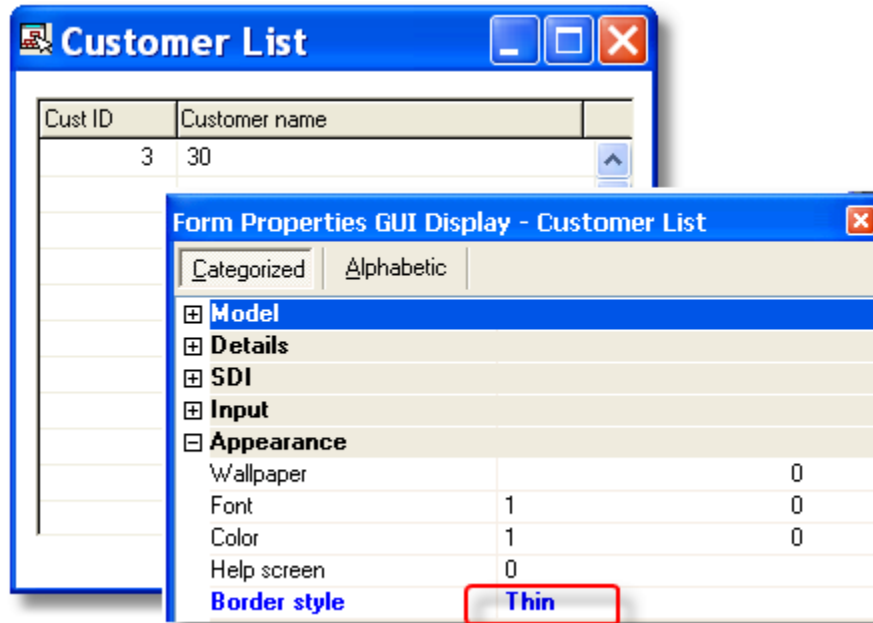 Customer List
Cust ID Customer name
3 30
Form Properties GUI Display - Customer List
Categorized Alphabetic
Model
Details
SDI
Input
Appearance
Wallpaper 0
Font 1 0
Color 1 0
Help screen 0
Border style Thin